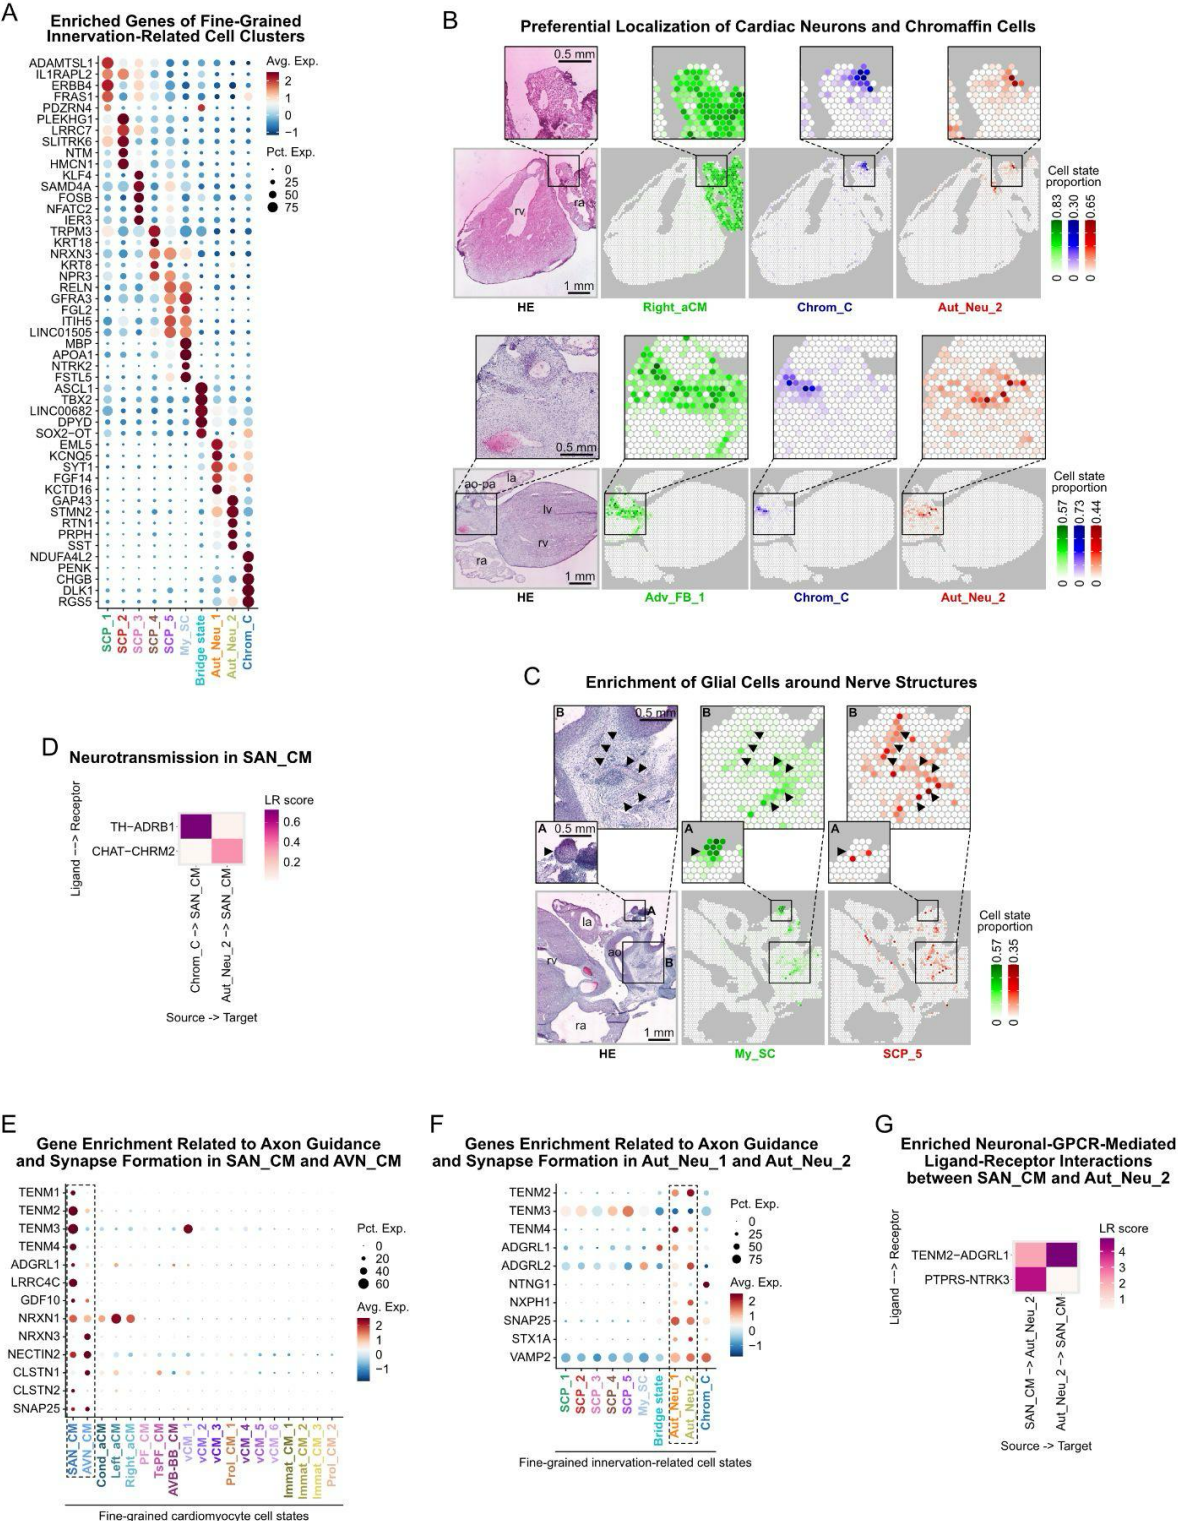 A
Enriched Genes of Fine-Grained
Innervation-Related Cell Clusters
ADAMTSL1
IL1RAPL2
ERBB4
FRAS1
PDZRN4
PLEKHG1
LRRC7
SLITRK6
NTM
HMCN1
KLF4
SAMD4A
FOSB
NFATC2
IER3
TRPM3
KRT18
NRXN3
KRT8
NPR3
RELN
GFRA3
FGL2
ITIH5
LINC01505
MBP
APOA1
NTRK2
FSTL5
ASCL1
TBX2
LINC00682
DPYD
SOX2-OT
EML5
KCNQ5
SYT1
FGF14
KCTD16
GAP43
STMN2
RTN1
PRPH
SST
NDUFA4L2
PENK
CHGB
DLK1
RGS5
SCP_1
SCP_2
SCP_3
SCP_4
SCP_5
My_SC
Bridge state
Aut_Neu_1
Aut_Neu_2
Chrom_C
Avg. Exp.
2
1
0
−1
Pct. Exp.
0
25
50
75
B
Preferential Localization of Cardiac Neurons and Chromaffin Cells
0.5 mm
rv
ra
1 mm
HE
Right_aCM
Chrom_C
Aut_Neu_2
Cell state
proportion
0.83
0.30
0.65
0
0
0
0.5 mm
ao-pa
la
lv
rv
ra
1 mm
HE
Adv_FB_1
Chrom_C
Aut_Neu_2
Cell state
proportion
0.57
0.73
0.44
0
0
0
C
Enrichment of Glial Cells around Nerve Structures
B
0.5 mm
B
B
A
0.5 mm
A
A
la
A
ao
rv
B
ra
1 mm
HE
My_SC
SCP_5
Cell state
proportion
0.57
0.35
0
0
D
Neurotransmission in SAN_CM
Ligand −−> Receptor
TH−ADRB1
CHAT−CHRM2
Chrom_C −> SAN_CM
Aut_Neu_2 −> SAN_CM
Source -> Target
LR score
0.6
0.4
0.2
E
Gene Enrichment Related to Axon Guidance
and Synapse Formation in SAN_CM and AVN_CM
TENM1
TENM2
TENM3
TENM4
ADGRL1
LRRC4C
GDF10
NRXN1
NRXN3
NECTIN2
CLSTN1
CLSTN2
SNAP25
SAN_CM
AVN_CM
Cond_aCM
Left_aCM
Right_aCM
PF_CM
TsPF_CM
AVB-BB_CM
vCM_1
vCM_2
vCM_3
Prol_CM_1
vCM_4
vCM_5
vCM_6
Immat_CM_1
Immat_CM_2
Immat_CM_3
Prol_CM_2
Fine-grained cardiomyocyte cell states
Pct. Exp.
0
20
40
60
Avg. Exp.
2
1
0
−1
F
Genes Enrichment Related to Axon Guidance
and Synapse Formation in Aut_Neu_1 and Aut_Neu_2
TENM2
TENM3
TENM4
ADGRL1
ADGRL2
NTNG1
NXPH1
SNAP25
STX1A
VAMP2
SCP_1
SCP_2
SCP_3
SCP_4
SCP_5
My_SC
Bridge state
Aut_Neu_1
Aut_Neu_2
Chrom_C
Fine-grained innervation-related cell states
Pct. Exp.
0
25
50
75
Avg. Exp.
2
1
0
−1
G
Enriched Neuronal-GPCR-Mediated
Ligand-Receptor Interactions
between SAN_CM and Aut_Neu_2
Ligand −−> Receptor
TENM2−ADGRL1
PTPRS-NTRK3
SAN_CM −> Aut_Neu_2
Aut_Neu_2 −> SAN_CM
Source -> Target
LR score
4
3
2
1